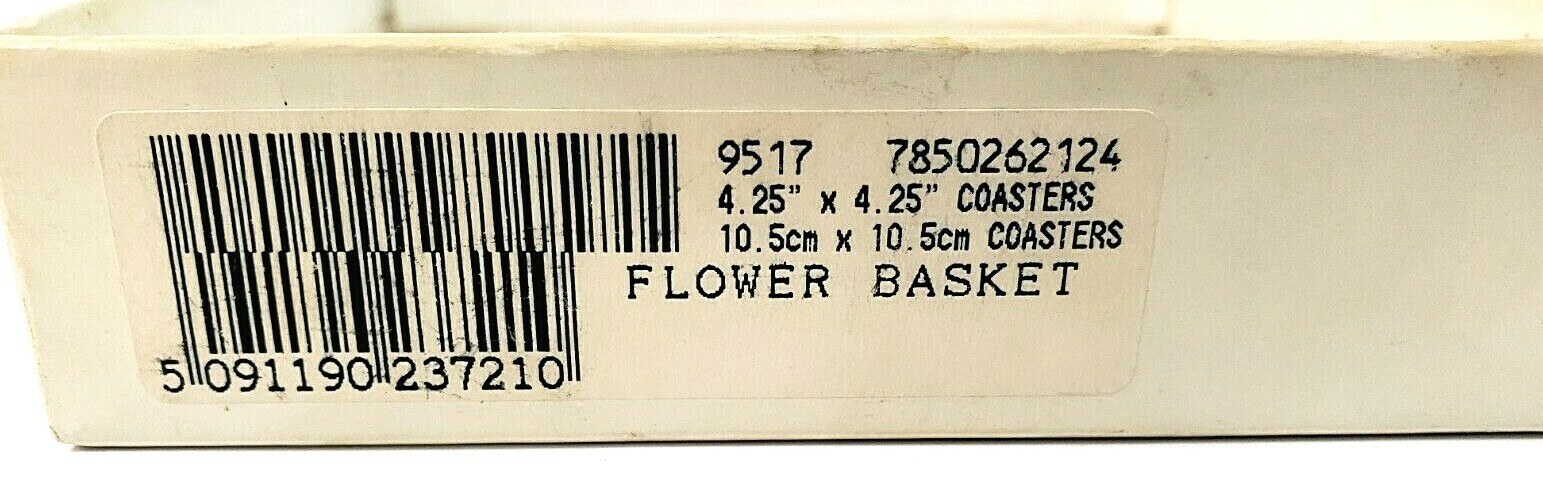 9517 7850262124
4.25" x 4.25" COASTERS
10.5cm x 10.5cm COASTERS
FLOWER BASKET
5 091190 237210